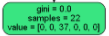 gini = 0.0
samples = 22
value = [0, 0, 37, 0, 0, 0]